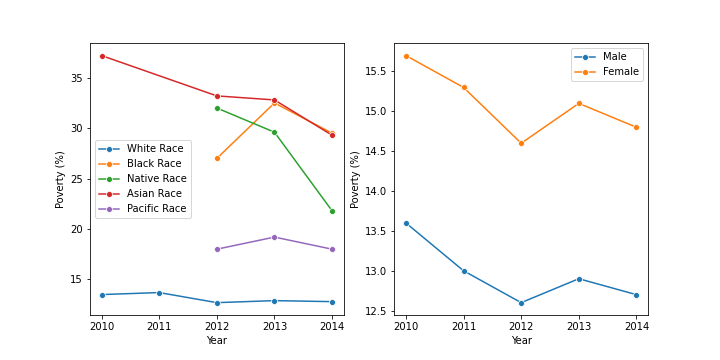 35
30
25
20
15
Poverty (%)
White Race
Black Race
Native Race
Asian Race
Pacific Race
2010 2011 2012 2013 2014
Year
15.5
15.0
14.5
14.0
13.5
13.0
12.5
Poverty (%)
Male
Female
2010 2011 2012 2013 2014
Year